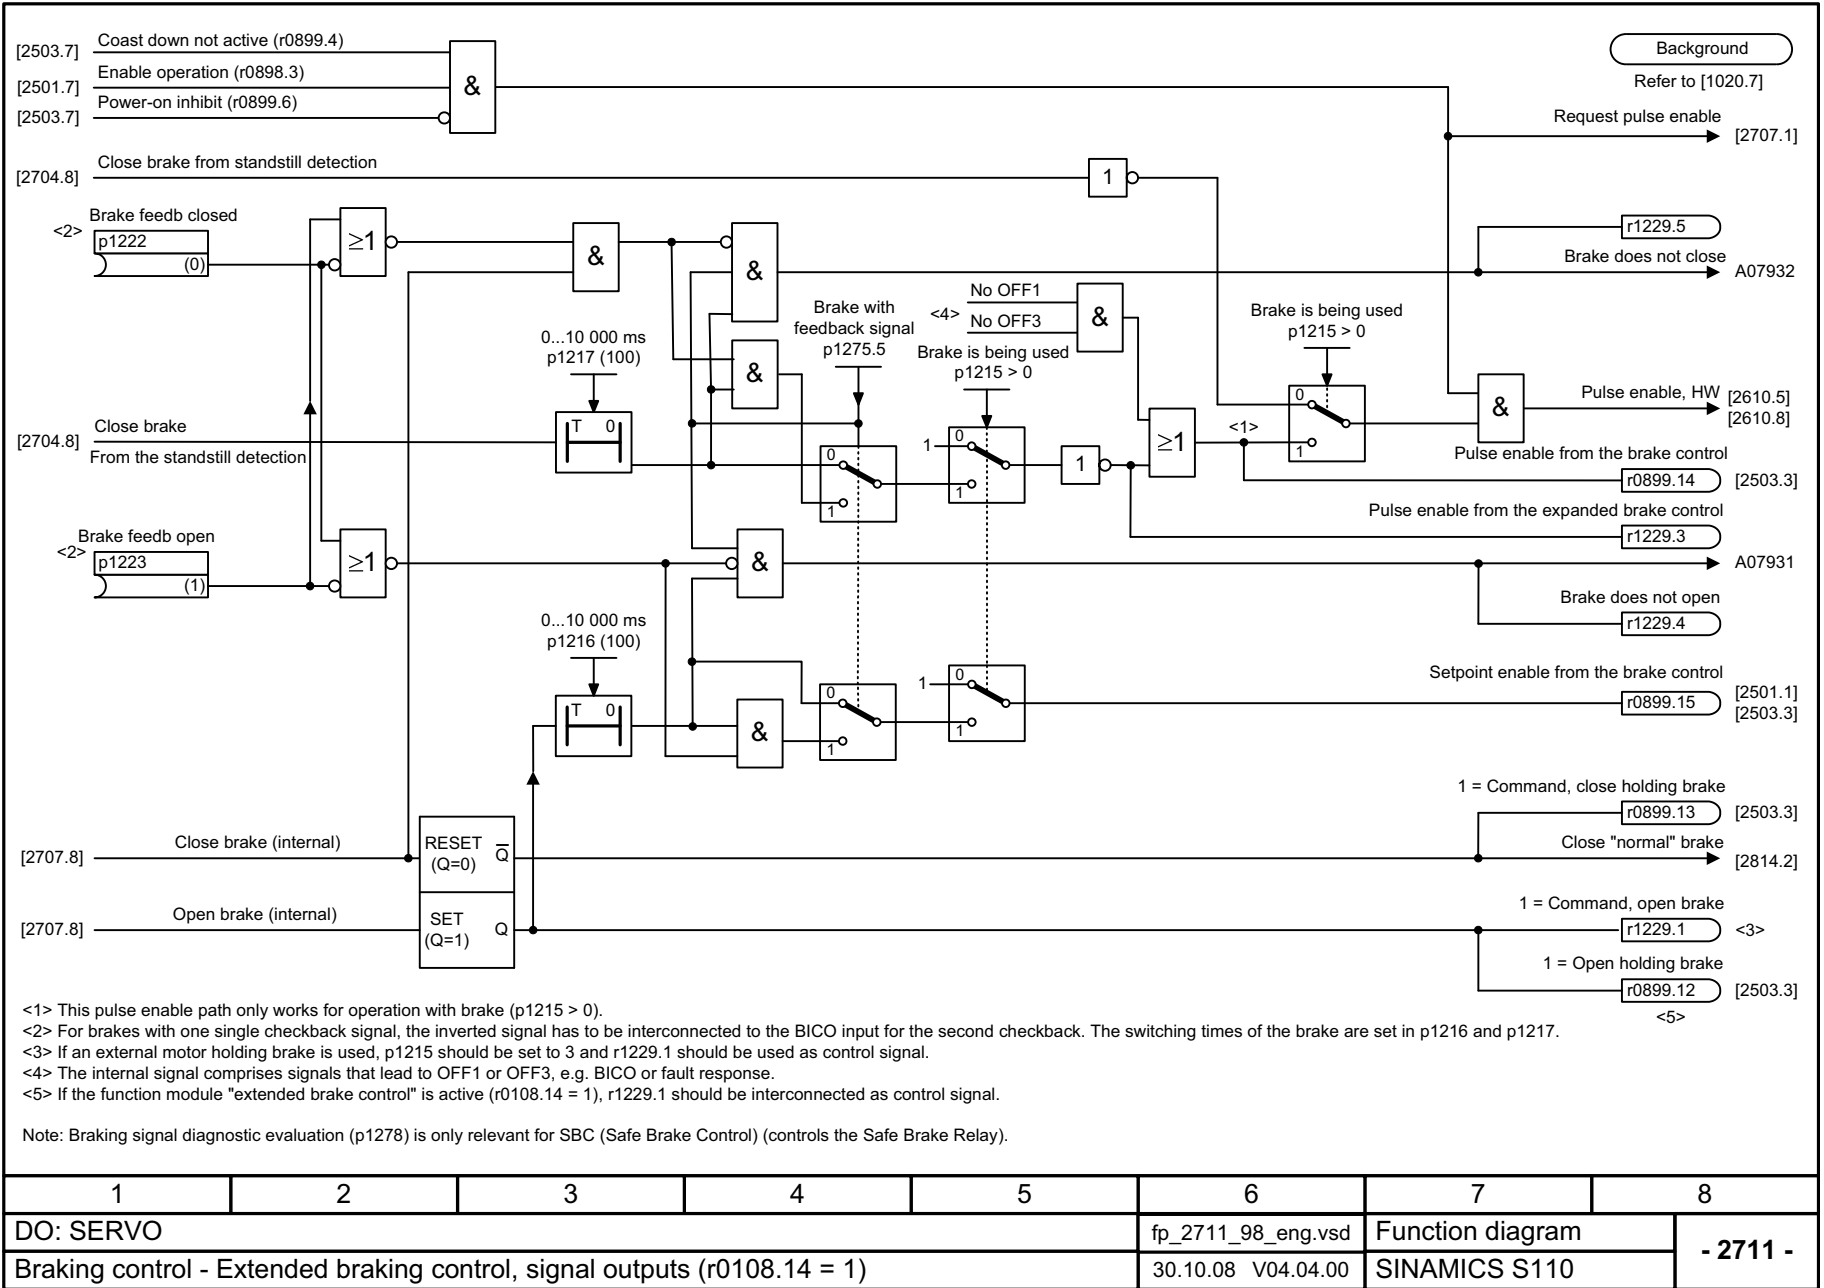 [2503.7] Coast down not active (r0899.4)
[2501.7] Enable operation (r0898.3)
[2503.7] Power-on inhibit (r0899.6)
&
Background
Refer to [1020.7]
Request pulse enable
[2707.1]
[2704.8] Close brake from standstill detection
1
Brake feedb closed
<2>
p1222
(0)
≥1
&
&
r1229.5
Brake does not close
A07932
0...10 000 ms
p1217 (100)
T 0
&
Brake with
feedback signal
p1275.5
<4>
No OFF1
No OFF3
&
Brake is being used
p1215 > 0
Brake is being used
p1215 > 0
0
1
&
Pulse enable, HW
[2610.5]
[2610.8]
[2704.8] Close brake
From the standstill detection
0
1
1
0
1
1
≥1
<1>
Pulse enable from the brake control
r0899.14
[2503.3]
Pulse enable from the expanded brake control
r1229.3
Brake feedb open
<2>
p1223
(1)
≥1
&
A07931
Brake does not open
r1229.4
0...10 000 ms
p1216 (100)
T 0
&
0
1
1
0
1
Setpoint enable from the brake control
r0899.15
[2501.1]
[2503.3]
1 = Command, close holding brake
r0899.13
[2503.3]
[2707.8] Close brake (internal)
RESET
(Q=0)
Q̅
Close "normal" brake
[2814.2]
[2707.8] Open brake (internal)
SET
(Q=1)
Q
1 = Command, open brake
r1229.1
<3>
1 = Open holding brake
r0899.12
[2503.3]
<5>
<1> This pulse enable path only works for operation with brake (p1215 > 0).
<2> For brakes with one single checkback signal, the inverted signal has to be interconnected to the BICO input for the second checkback. The switching times of the brake are set in p1216 and p1217.
<3> If an external motor holding brake is used, p1215 should be set to 3 and r1229.1 should be used as control signal.
<4> The internal signal comprises signals that lead to OFF1 or OFF3, e.g. BICO or fault response.
<5> If the function module "extended brake control" is active (r0108.14 = 1), r1229.1 should be interconnected as control signal.
Note: Braking signal diagnostic evaluation (p1278) is only relevant for SBC (Safe Brake Control) (controls the Safe Brake Relay).
1 2 3 4 5 6 7 8
DO: SERVO
fp_2711_98_eng.vsd
Function diagram
- 2711 -
Braking control - Extended braking control, signal outputs (r0108.14 = 1)
30.10.08 V04.04.00
SINAMICS S110